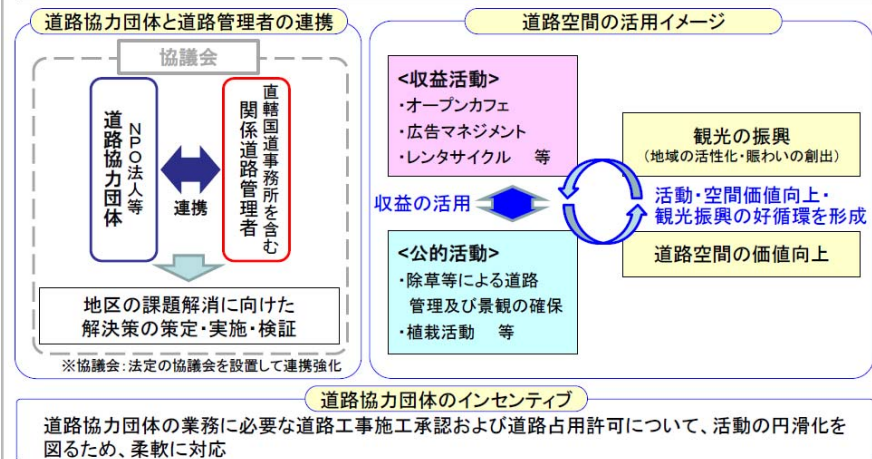 道路協力団体と道路管理者の連携
協議会
道路協力団体
NPO法人等
連携
直轄国道事務所を含む
関係道路管理者
地区の課題解消に向けた
解決策の策定・実施・検証
※協議会:法定の協議会を設置して連携強化
道路空間の活用イメージ
<収益活動>
・オープンカフェ
・広告マネジメント
・レンタサイクル 等
収益の活用
<公的活動>
・除草等による道路
管理及び景観の確保
・植栽活動 等
観光の振興
(地域の活性化・賑わいの創出)
活動・空間価値向上・
観光振興の好循環を形成
道路空間の価値向上
道路協力団体のインセンティブ
道路協力団体の業務に必要な道路工事施工承認および道路占用許可について、活動の円滑化を
図るため、柔軟に対応